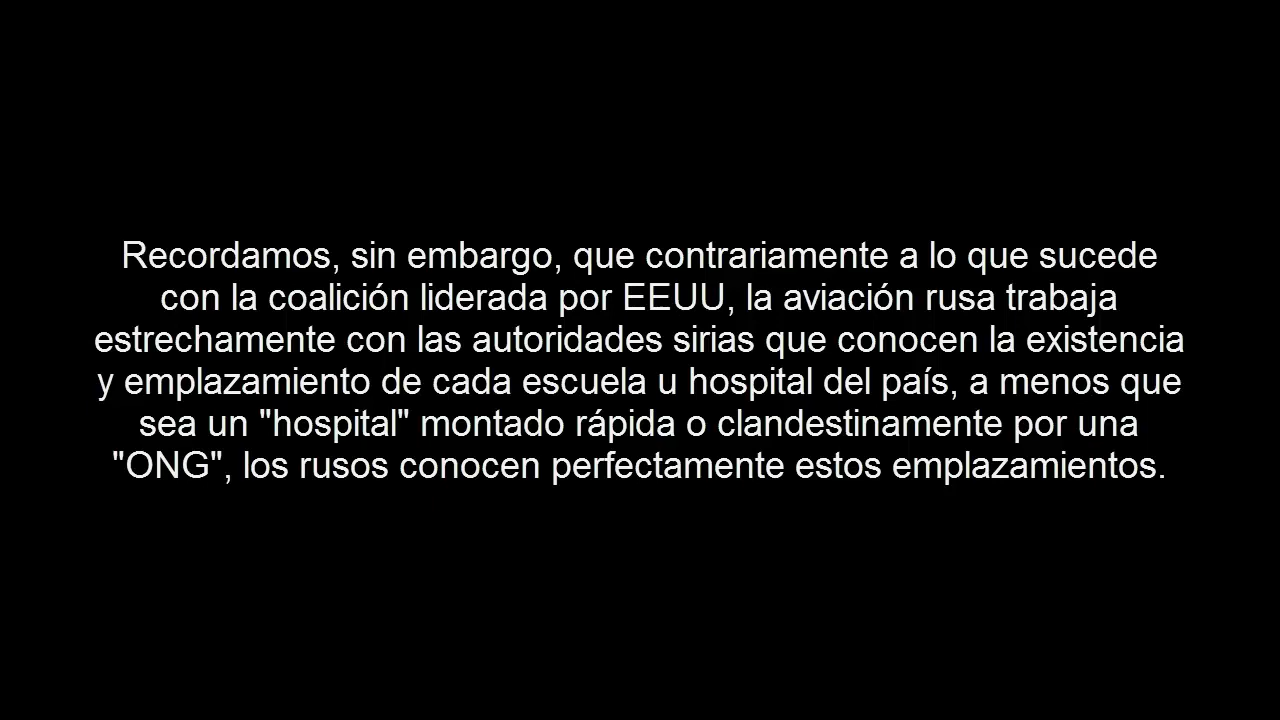 Recordamos, sin embargo, que contrariamente a lo que sucede
con la coalición liderada por EEUU, la aviación rusa trabaja
estrechamente con las autoridades sirias que conocen la existencia
y emplazamiento de cada escuela u hospital del país, a menos que
sea un "hospital" montado rápida o clandestinamente por una
"ONG", los rusos conocen perfectamente estos emplazamientos.